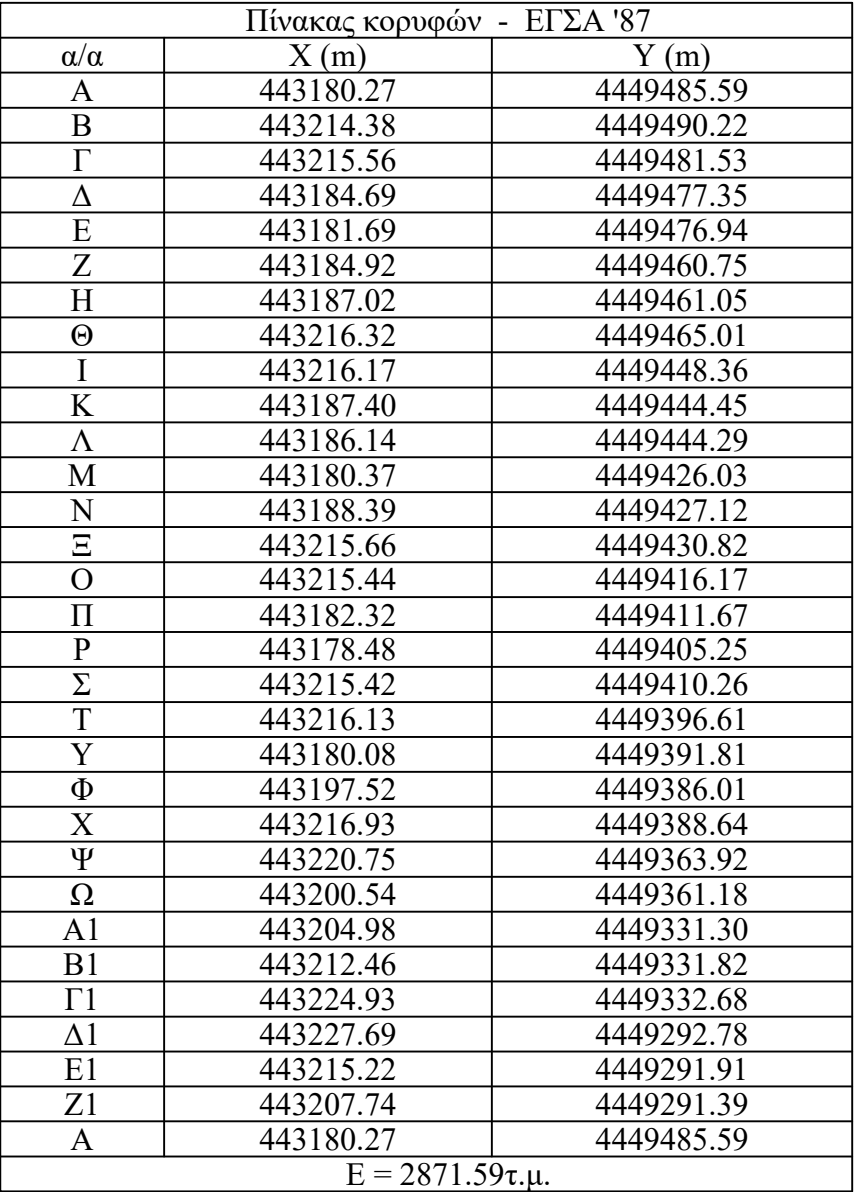 Πίνακας κορυφών - ΕΓΣΑ '87
α/α X (m) Y (m)
Α 443180.27 4449485.59
Β 443214.38 4449490.22
Γ 443215.56 4449481.53
Δ 443184.69 4449477.35
Ε 443181.69 4449476.94
Ζ 443184.92 4449460.75
Η 443187.02 4449461.05
Θ 443216.32 4449465.01
Ι 443216.17 4449448.36
Κ 443187.40 4449444.45
Λ 443186.14 4449444.29
Μ 443180.37 4449426.03
Ν 443188.39 4449427.12
Ξ 443215.66 4449430.82
Ο 443215.44 4449416.17
Π 443182.32 4449411.67
Ρ 443178.48 4449405.25
Σ 443215.42 4449410.26
Τ 443216.13 4449396.61
Υ 443180.08 4449391.81
Φ 443197.52 4449386.01
Χ 443216.93 4449388.64
Ψ 443220.75 4449363.92
Ω 443200.54 4449361.18
Α1 443204.98 4449331.30
Β1 443212.46 4449331.82
Γ1 443224.93 4449332.68
Δ1 443227.69 4449292.78
Ε1 443215.22 4449291.91
Ζ1 443207.74 4449291.39
Α 443180.27 4449485.59
Ε = 2871.59τ.μ.